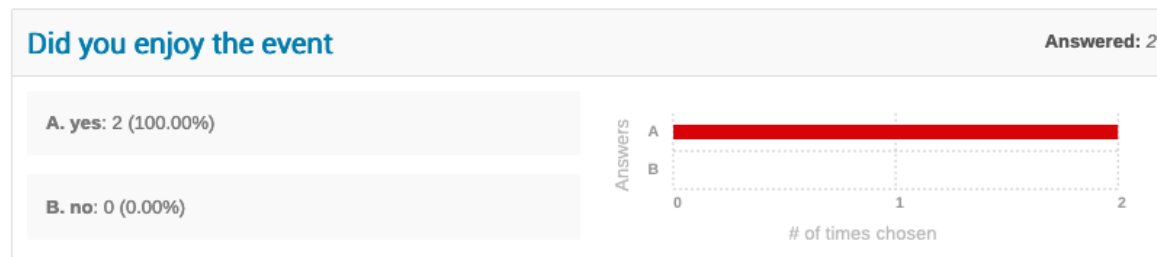 Did you enjoy the event
Answered: 2
A. yes: 2 (100.00%)
B. no: 0 (0.00%)
Answers
A
B
0 1 2
# of times chosen